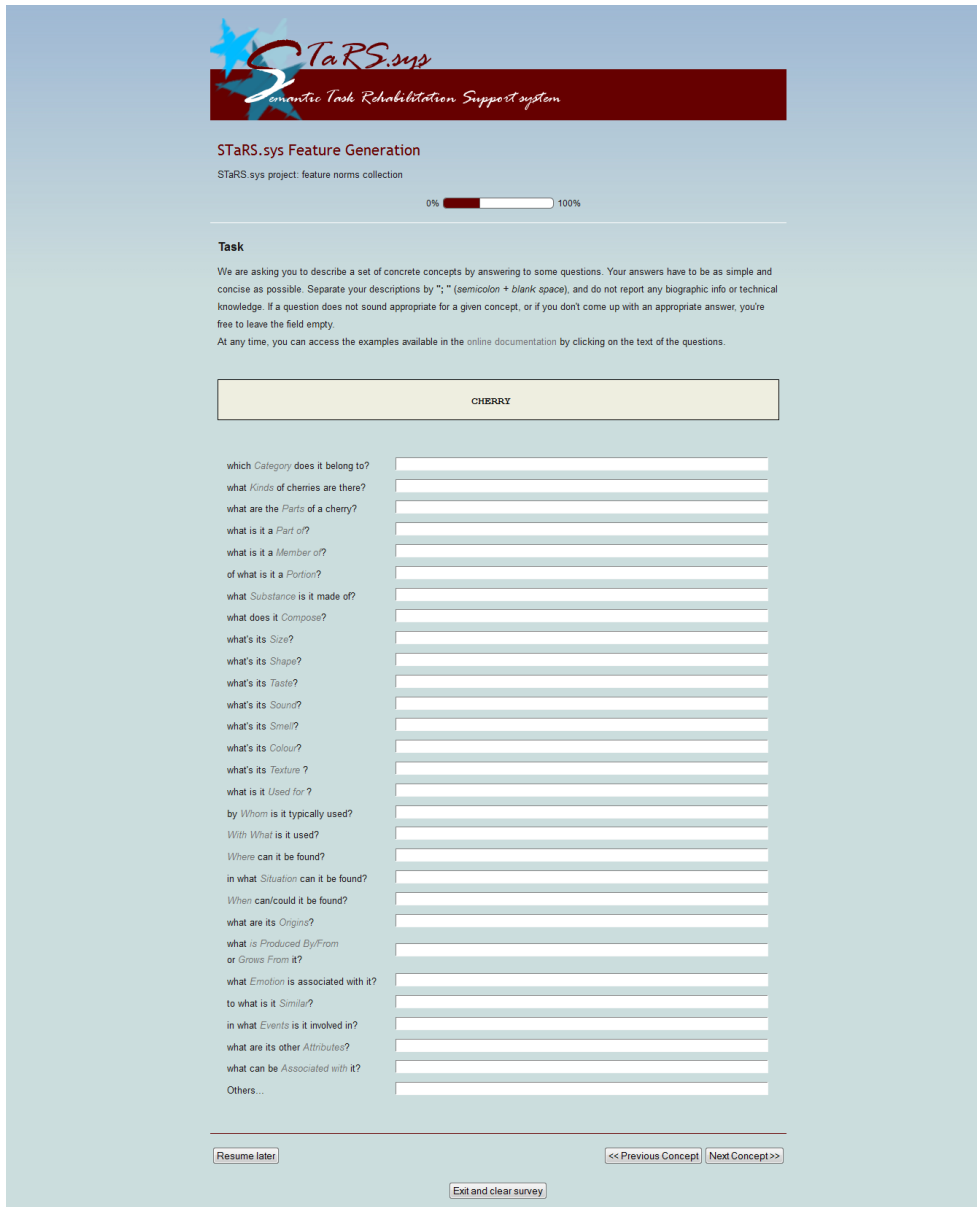 STaRS.sys
Semantic Task Rehabilitation Support system
STaRS.sys Feature Generation
STaRS.sys project: feature norms collection
0% 100%
Task
We are asking you to describe a set of concrete concepts by answering to some questions. Your answers have to be as simple and
concise as possible. Separate your descriptions by "; " (semicolon + blank space), and do not report any biographic info or technical
knowledge. If a question does not sound appropriate for a given concept, or if you don't come up with an appropriate answer, you're
free to leave the field empty.
At any time, you can access the examples available in the online documentation by clicking on the text of the questions.
CHERRY
which Category does it belong to?
what Kinds of cherries are there?
what are the Parts of a cherry?
what is it a Part of?
what is it a Member of?
of what is it a Portion?
what Substance is it made of?
what does it Compose?
what's its Size?
what's its Shape?
what's its Taste?
what's its Sound?
what's its Smell?
what's its Colour?
what's its Texture ?
what is it Used for ?
by Whom is it typically used?
With What is it used?
Where can it be found?
in what Situation can it be found?
When can/could it be found?
what are its Origins?
what is Produced By/From
or Grows From it?
what Emotion is associated with it?
to what is it Similar?
in what Events is it involved in?
what are its other Attributes?
what can be Associated with it?
Others...
Resume later << Previous Concept Next Concept >>
Exit and clear survey